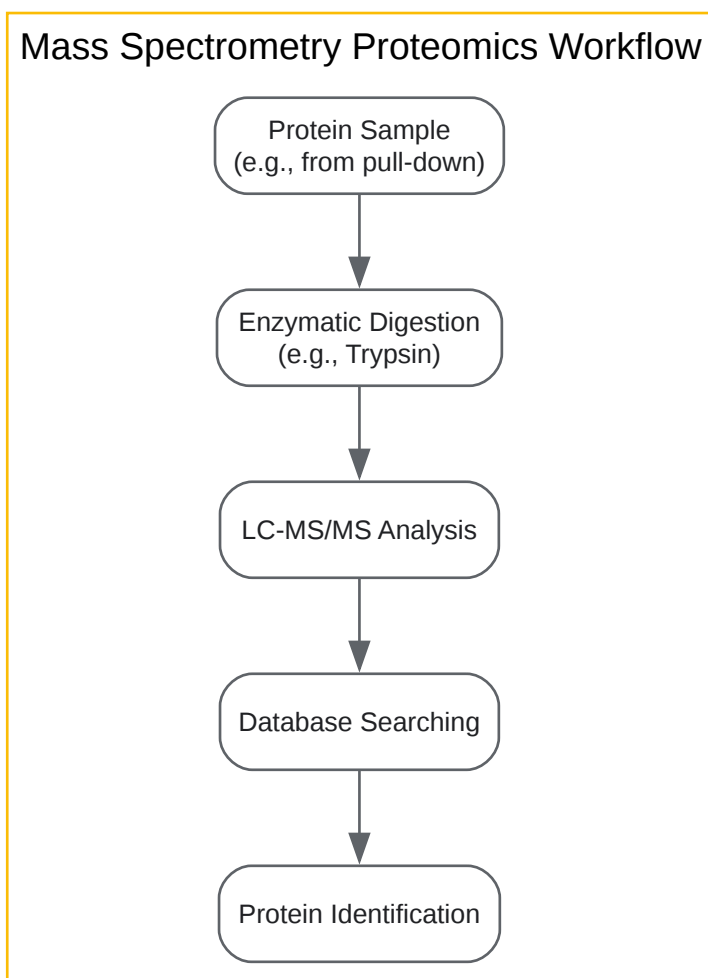 Mass Spectrometry Proteomics Workflow
Protein Sample
(e.g., from pull-down)
Enzymatic Digestion
(e.g., Trypsin)
LC-MS/MS Analysis
Database Searching
Protein Identification